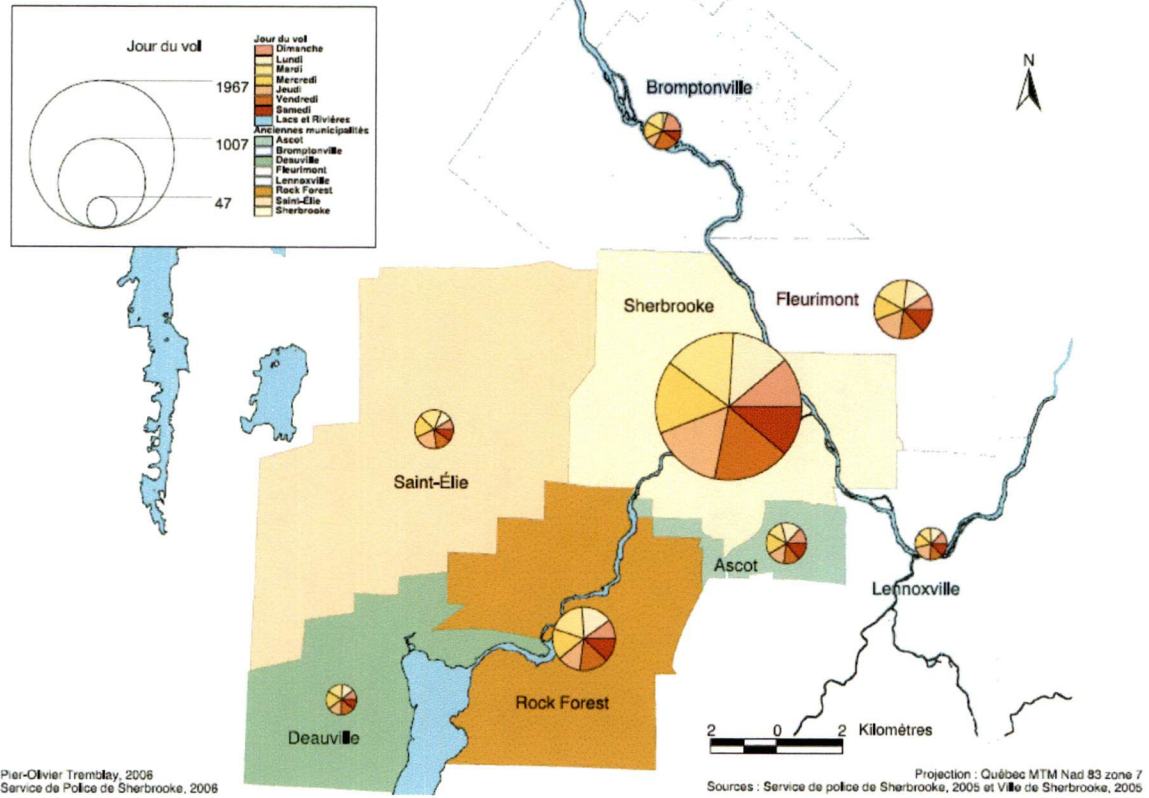 Jour du vol
1967
1007
47
Jour du vol
Dimanche
Lundi
Mardi
Mercredi
Jeudi
Vendredi
Samedi
Lacs et Rivières
Anciennes municipalités
Ascot
Bromptonville
Deauville
Fleurimont
Lennoxville
Rock Forest
Saint-Élie
Sherbrooke
N
Bromptonville
Sherbrooke
Fleurimont
Saint-Élie
Ascot
Lennoxville
Rock Forest
Deauville
2 0 2 Kilomètres
Pier-Olivier Tremblay, 2006
Service de Police de Sherbrooke, 2006
Projection : Québec MTM Nad 83 zone 7
Sources : Service de police de Sherbrooke, 2005 et Ville de Sherbrooke, 2005